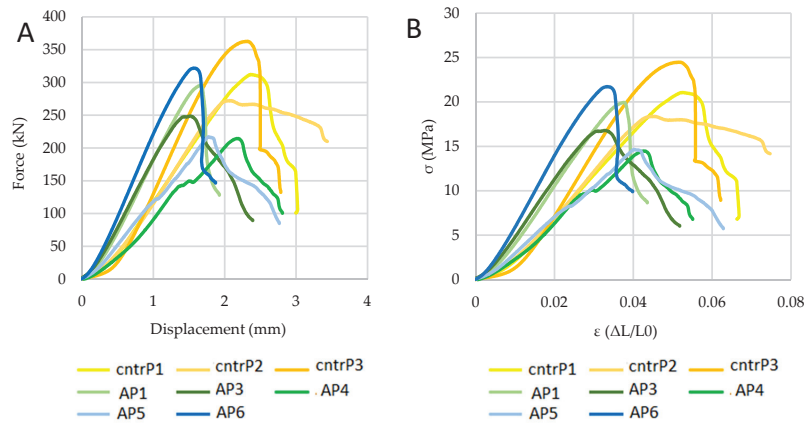 A
400
350
300
250
200
150
100
50
0
Force (kN)
0 1 2 3 4
Displacement (mm)
cntrP1 cntrP2 cntrP3
AP1 AP3 .AP4
AP5 AP6
B
30
25
20
15
10
5
0
σ (MPa)
0 0.02 0.04 0.06 0.08
ε (ΔL/L0)
cntrP1 cntrP2 cntrP3
AP1 AP3 .AP4
AP5 AP6